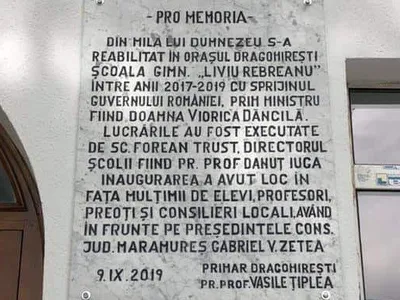 - PRO MEMORIA -
DIN MILA LUI DUMNEZEU S-A
REABILITAT IN ORAȘUL DRAGOMIREȘTI
ȘCOALA GIMN. „LIVIU REBREANU"
ÎNTRE ANII 2017-2019 CU SPRIJINUL
GUVERNULUI ROMÂNIEI, PRIM MINISTRU
FIIND DOAMNA VIORICA DĂNCILĂ.
LUCRĂRILE AU FOST EXECUTATE
DE SC. FOREAN TRUST, DIRECTORUL
ȘCOLII FIIND PR. PROF DANUȚ IUGA
INAUGURAREA A AVUT LOC ÎN
FAȚA MULȚIMII DE ELEVI, PROFESORI,
PREOȚI ȘI CONSILIERI LOCALI, AVÂND
ÎN FRUNTE PE PREȘEDINTELE CONS.
JUD. MARAMUREȘ GABRIEL V. ZETEA
9.IX.2019
PRIMAR DRAGOMIREȘTI
PR. PROF. VASILE ȚIPLEA